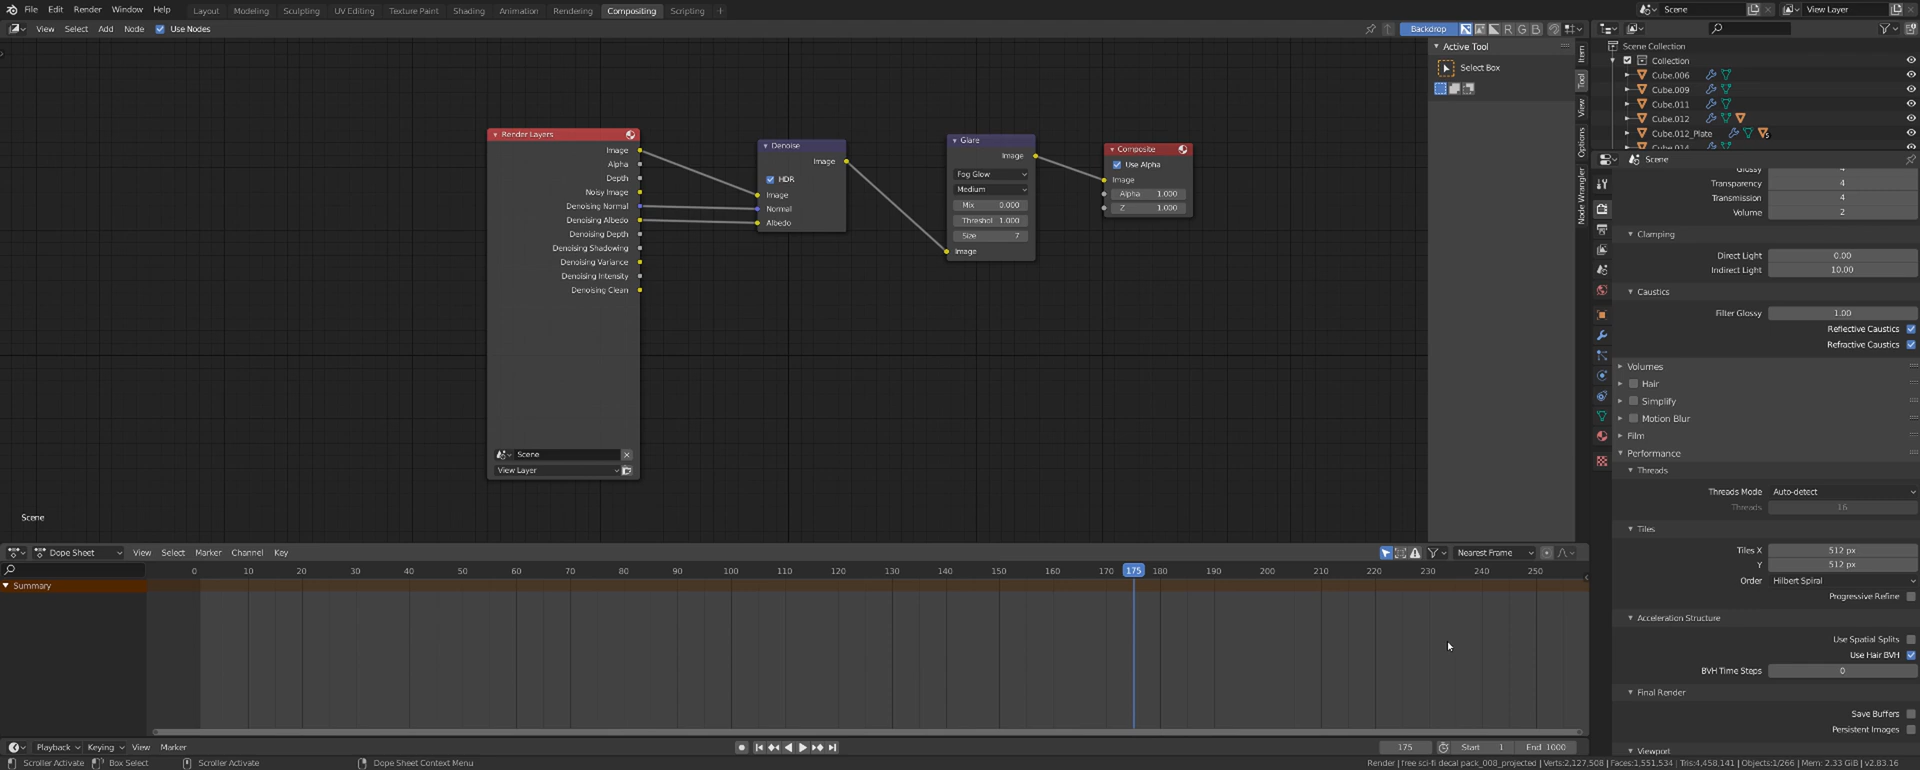 File Edit Render Window Help Layout Modeling Sculpting UV Editing Texture Paint Shading Animation Rendering Compositing Scripting + Scene View Layer
View Select Add Node Use Nodes Backdrop R G B
Active Tool
Select Box
Item
Tool
View
Options
Node Wrangler
Render Layers
Image
Alpha
Depth
Noisy Image
Denoising Normal
Denoising Albedo
Denoising Depth
Denoising Shadowing
Denoising Variance
Denoising Intensity
Denoising Clean
Scene
View Layer
Denoise
Image
HDR
Image
Normal
Albedo
Glare
Image
Fog Glow
Medium
Mix 0.000
Threshol 1.000
Size 7
Image
Composite
Use Alpha
Image
Alpha 1.000
Z 1.000
Scene
Scene Collection
Collection
Cube.006
Cube.009
Cube.011
Cube.012
Cube.012_Plate
Scene
Glossy 4
Transparency 4
Transmission 4
Volume 2
Clamping
Direct Light 0.00
Indirect Light 10.00
Caustics
Filter Glossy 1.00
Reflective Caustics
Refractive Caustics
Volumes
Hair
Simplify
Motion Blur
Film
Performance
Threads
Threads Mode Auto-detect
Threads 16
Tiles
Tiles X 512 px
Y 512 px
Order Hilbert Spiral
Progressive Refine
Acceleration Structure
Use Spatial Splits
Use Hair BVH
BVH Time Steps 0
Final Render
Save Buffers
Persistent Images
Viewport
Dope Sheet View Select Marker Channel Key Nearest Frame
0 10 20 30 40 50 60 70 80 90 100 110 120 130 140 150 160 170 175 180 190 200 210 220 230 240 250
Summary
Playback Keying View Marker 175 Start 1 End 1000
Scroller Activate Box Select Scroller Activate Dope Sheet Context Menu Render | free sci-fi decal pack_008_projected | Verts:2,127,508 | Faces:1,551,534 | Tris:4,458,141 | Objects:1/266 | Mem: 2.33 GiB | v2.83.16